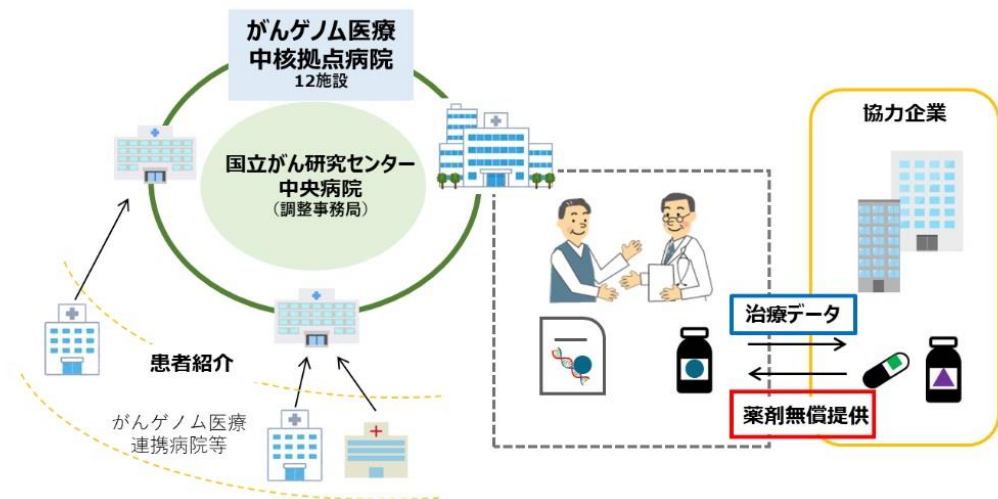 がんゲノム医療
中核拠点病院
12施設
国立がん研究センター
中央病院
（調整事務局）
協力企業
治療データ
薬剤無償提供
患者紹介
がんゲノム医療
連携病院等